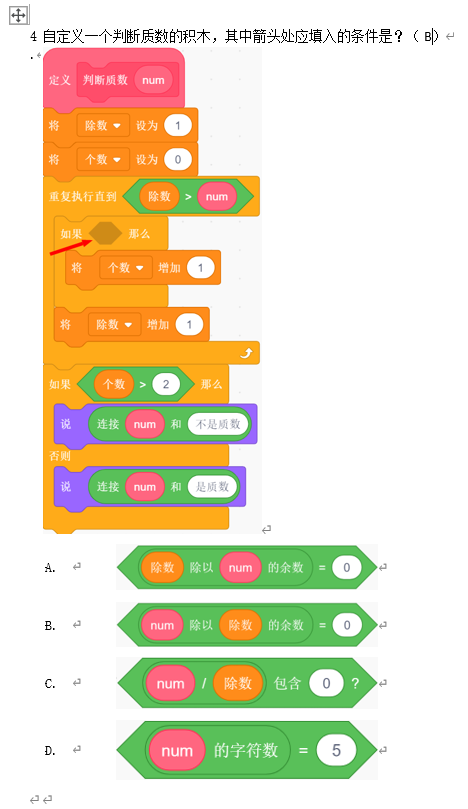 4 自定义一个判断质数的积木，其中箭头处应填入的条件是？（ B）
.
定义 判断质数 num
将 除数 设为 1
将 个数 设为 0
重复执行直到 除数 > num
如果 那么
将 个数 增加 1
将 除数 增加 1
如果 个数 > 2 那么
说 连接 num 和 不是质数
否则
说 连接 num 和 是质数
A. 除数 除以 num 的余数 = 0
B. num 除以 除数 的余数 = 0
C. num / 除数 包含 0 ?
D. num 的字符数 = 5